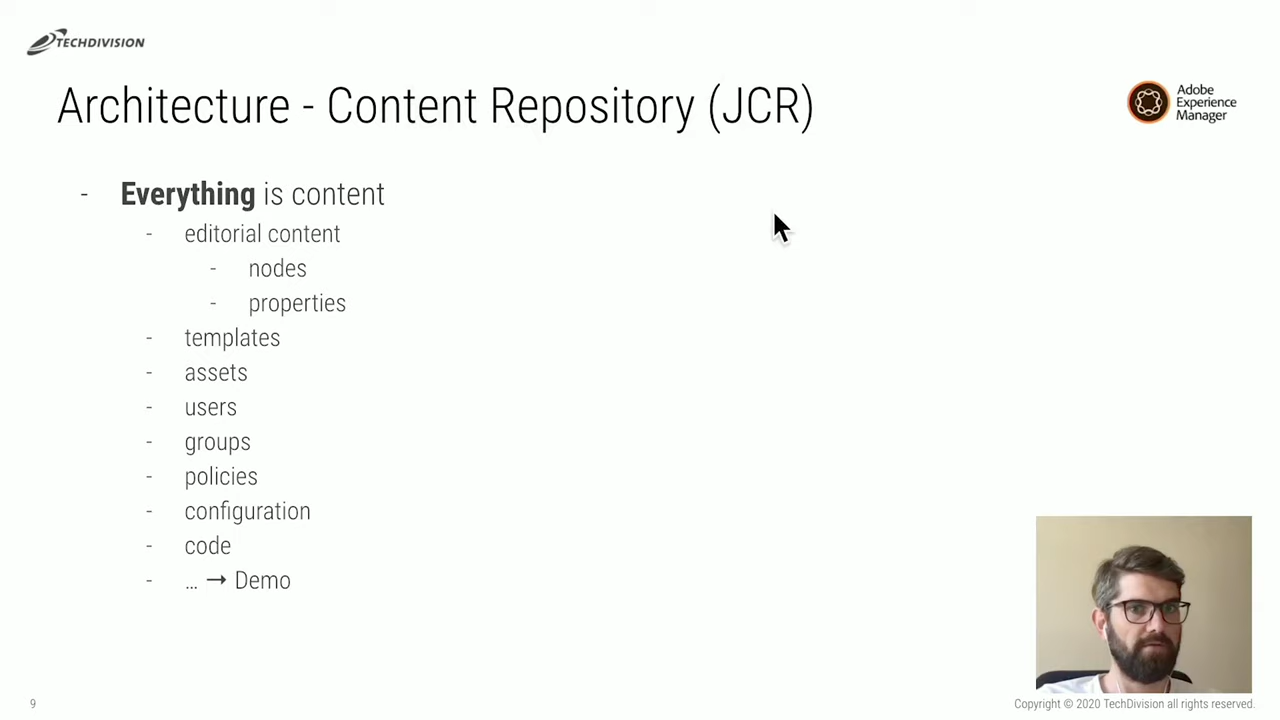 TECHDIVISION
Architecture - Content Repository (JCR)
Adobe
Experience
Manager
- Everything is content
- editorial content
- nodes
- properties
- templates
- assets
- users
- groups
- policies
- configuration
- code
- ... → Demo
9
Copyright © 2020 TechDivision all rights reserved.